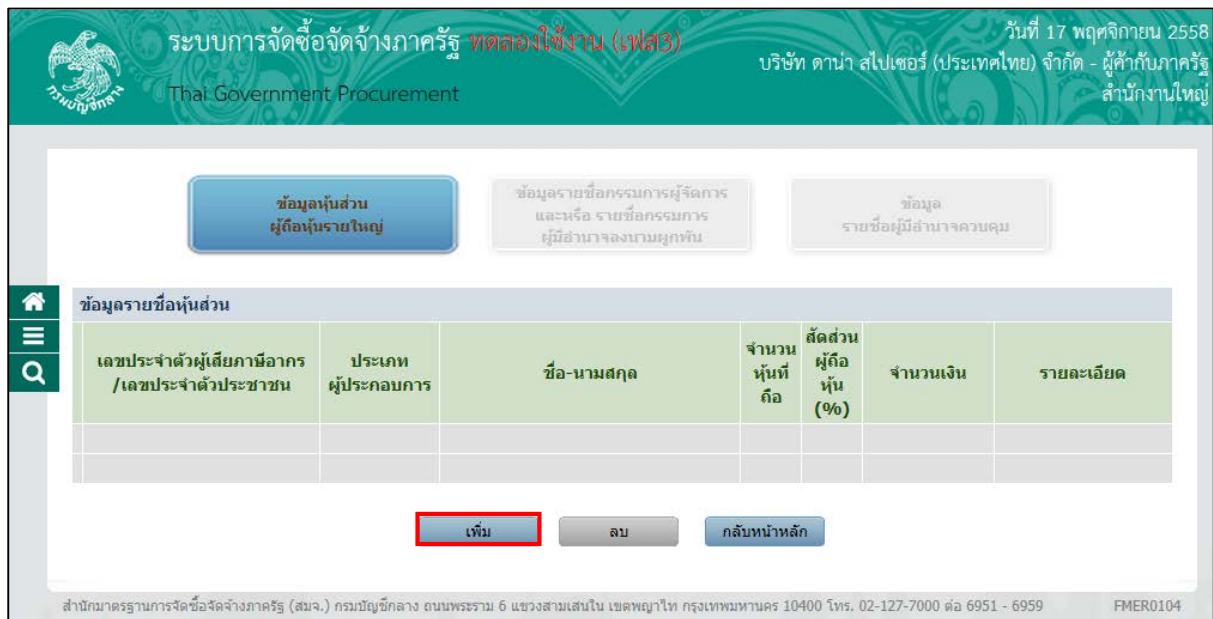 ระบบการจัดซื้อจัดจ้างภาครัฐ ทดลองใช้งาน (เฟส3)
Thai Government Procurement
วันที่ 17 พฤศจิกายน 2558
บริษัท ดาน่า สไปเซอร์ (ประเทศไทย) จำกัด - ผู้ค้ากับภาครัฐ
สำนักงานใหญ่
กรมบัญชีกลาง
ข้อมูลหุ้นส่วน
ผู้ถือหุ้นรายใหญ่
ข้อมูลรายชื่อกรรมการผู้จัดการ
และหรือ รายชื่อกรรมการ
ผู้มีอำนาจลงนามผูกพัน
ข้อมูล
รายชื่อผู้มีอำนาจควบคุม
ข้อมูลรายชื่อหุ้นส่วน
เลขประจำตัวผู้เสียภาษีอากร
/เลขประจำตัวประชาชน
ประเภท
ผู้ประกอบการ
ชื่อ-นามสกุล
จำนวน
หุ้นที่
ถือ
สัดส่วน
ผู้ถือ
หุ้น
(%)
จำนวนเงิน
รายละเอียด
เพิ่ม
ลบ
กลับหน้าหลัก
สำนักมาตรฐานการจัดซื้อจัดจ้างภาครัฐ (สมจ.) กรมบัญชีกลาง ถนนพระราม 6 แขวงสามเสนใน เขตพญาไท กรุงเทพมหานคร 10400 โทร. 02-127-7000 ต่อ 6951 - 6959
FMER0104